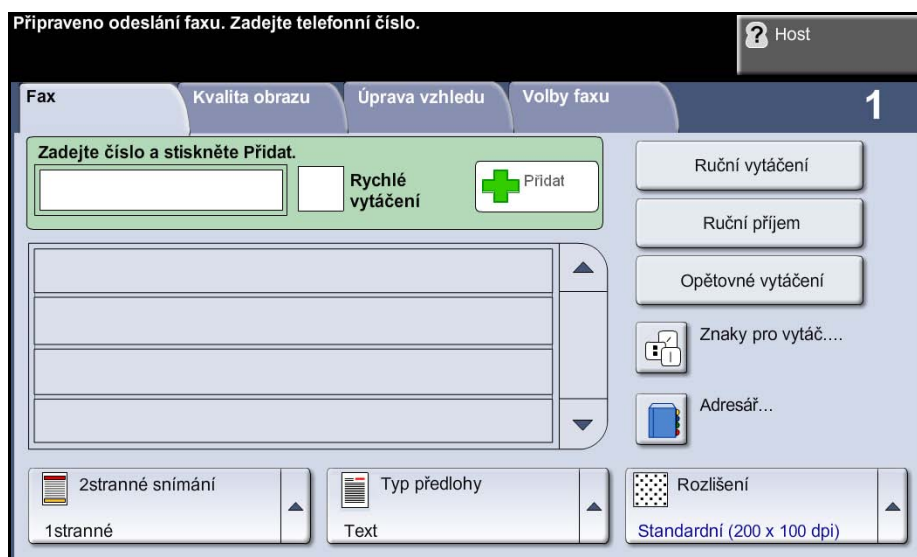 Připraveno odeslání faxu. Zadejte telefonní číslo.
? Host
Fax
Kvalita obrazu
Úprava vzhledu
Volby faxu
1
Zadejte číslo a stiskněte Přidat.
Rychlé
vytáčení
Přidat
Ruční vytáčení
Ruční příjem
Opětovné vytáčení
Znaky pro vytáč....
Adresář...
2stranné snímání
1stranné
Typ předlohy
Text
Rozlišení
Standardní (200 x 100 dpi)